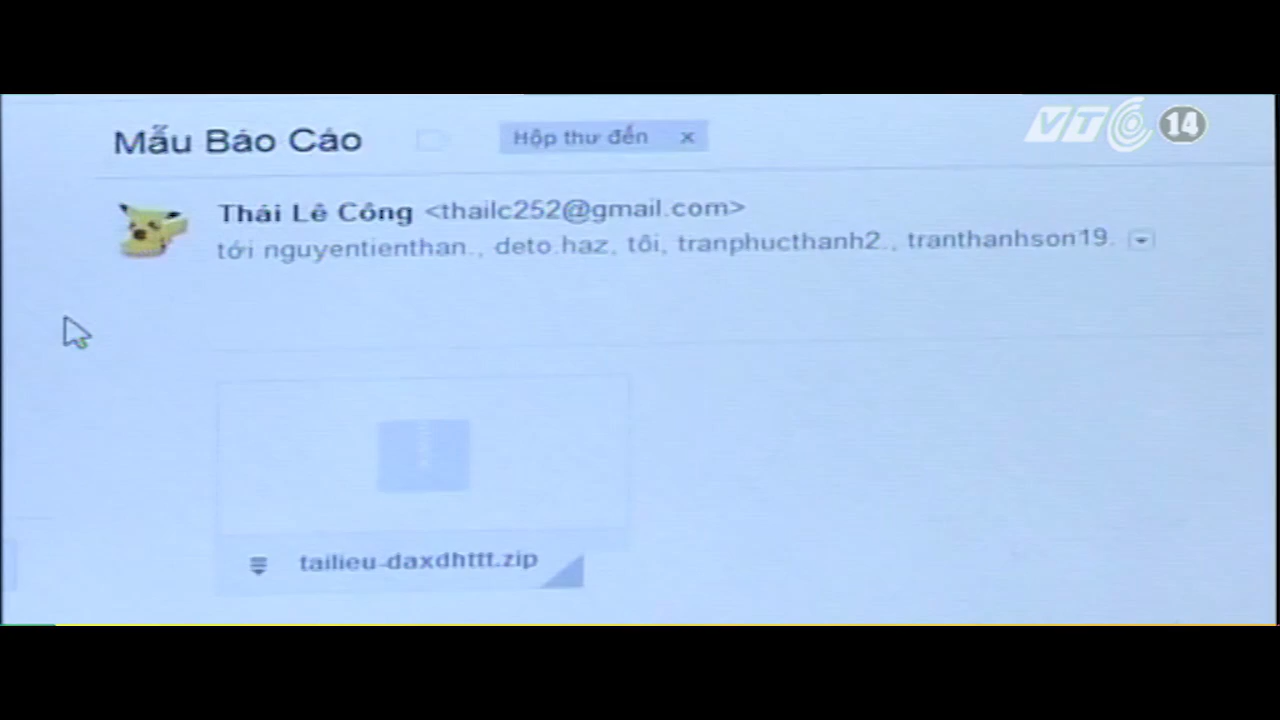 Mẫu Báo Cáo
Hộp thư đến x
VTC 14
Thái Lê Công <thailc252@gmail.com>
tới nguyentienthan., deto.haz, tôi, tranphucthanh2., tranthanhson19.
tailieu-daxdhttt.zip